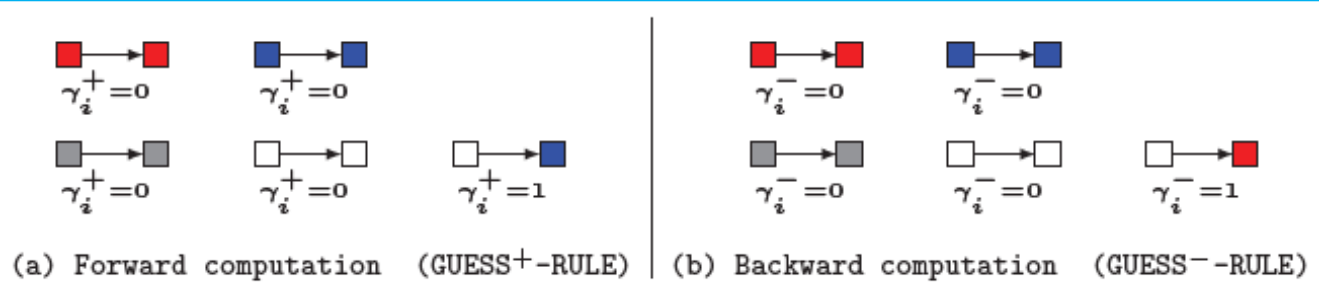 γᵢ⁺=0 γᵢ⁺=0
γᵢ⁺=0 γᵢ⁺=0 γᵢ⁺=1
(a) Forward computation (GUESS⁺-RULE)
γᵢ⁻=0 γᵢ⁻=0
γᵢ⁻=0 γᵢ⁻=0 γᵢ⁻=1
(b) Backward computation (GUESS⁻-RULE)